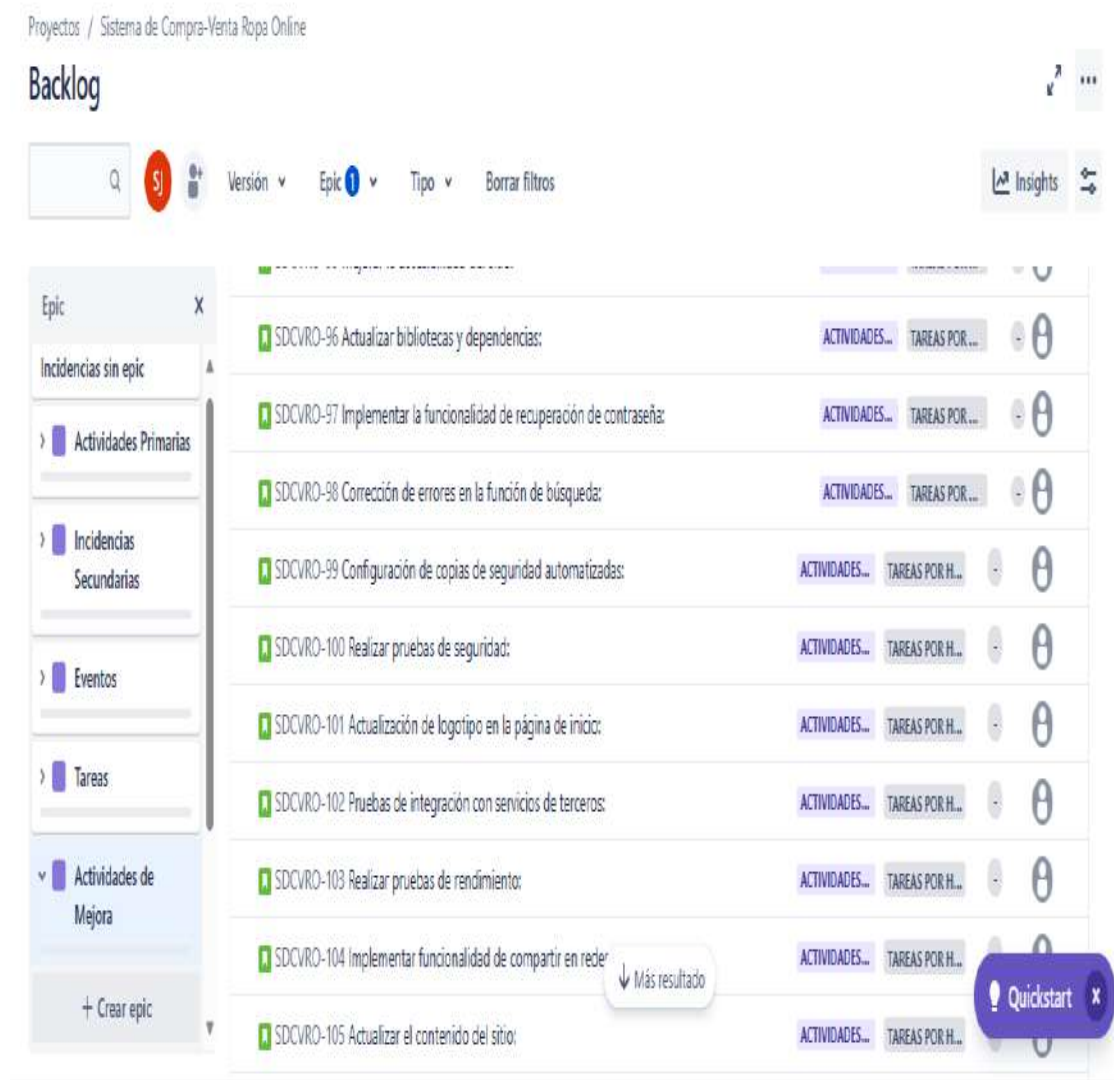 Proyectos / Sistema de Compra-Venta Ropa Online
Backlog
SJ Versión Epic 1 Tipo Borrar filtros Insights
Epic
Incidencias sin epic
Actividades Primarias
Incidencias
Secundarias
Eventos
Tareas
Actividades de
Mejora
+ Crear epic
SDCVRO-96 Actualizar bibliotecas y dependencias: ACTIVIDADES... TAREAS POR ... -
SDCVRO-97 Implementar la funcionalidad de recuperación de contraseña: ACTIVIDADES... TAREAS POR ... -
SDCVRO-98 Corrección de errores en la función de búsqueda: ACTIVIDADES... TAREAS POR ... -
SDCVRO-99 Configuración de copias de seguridad automatizadas: ACTIVIDADES... TAREAS POR H... -
SDCVRO-100 Realizar pruebas de seguridad: ACTIVIDADES... TAREAS POR H... -
SDCVRO-101 Actualización de logotipo en la página de inicio: ACTIVIDADES... TAREAS POR H... -
SDCVRO-102 Pruebas de integración con servicios de terceros: ACTIVIDADES... TAREAS POR H... -
SDCVRO-103 Realizar pruebas de rendimiento: ACTIVIDADES... TAREAS POR H... -
SDCVRO-104 Implementar funcionalidad de compartir en redes ACTIVIDADES... TAREAS POR H...
Más resultado
Quickstart
SDCVRO-105 Actualizar el contenido del sitio: ACTIVIDADES... TAREAS POR H...